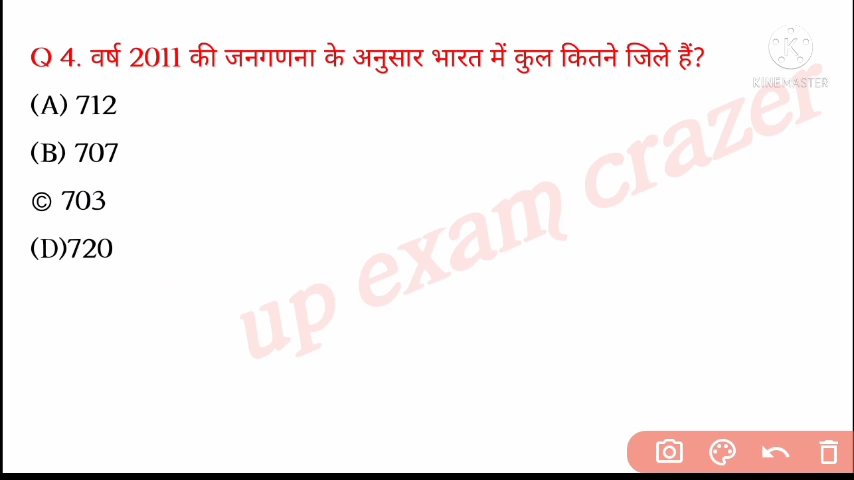 Q 4. वर्ष 2011 की जनगणना के अनुसार भारत में कुल कितने जिले हैं?
K
KINEMASTER
(A) 712
(B) 707
© 703
(D)720
up exam crazer